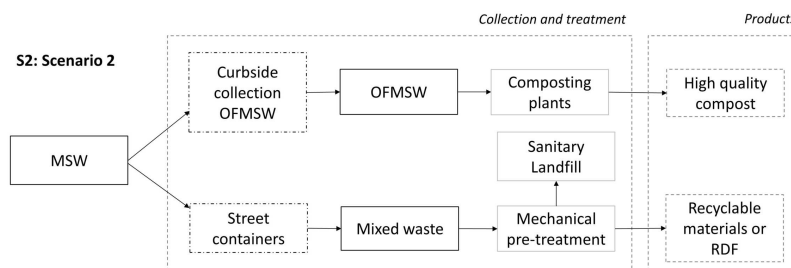 Collection and treatment
Product
S2: Scenario 2
Curbside
collection
OFMSW
OFMSW
Composting
plants
High quality
compost
MSW
Sanitary
Landfill
Street
containers
Mixed waste
Mechanical
pre-treatment
Recyclable
materials or
RDF